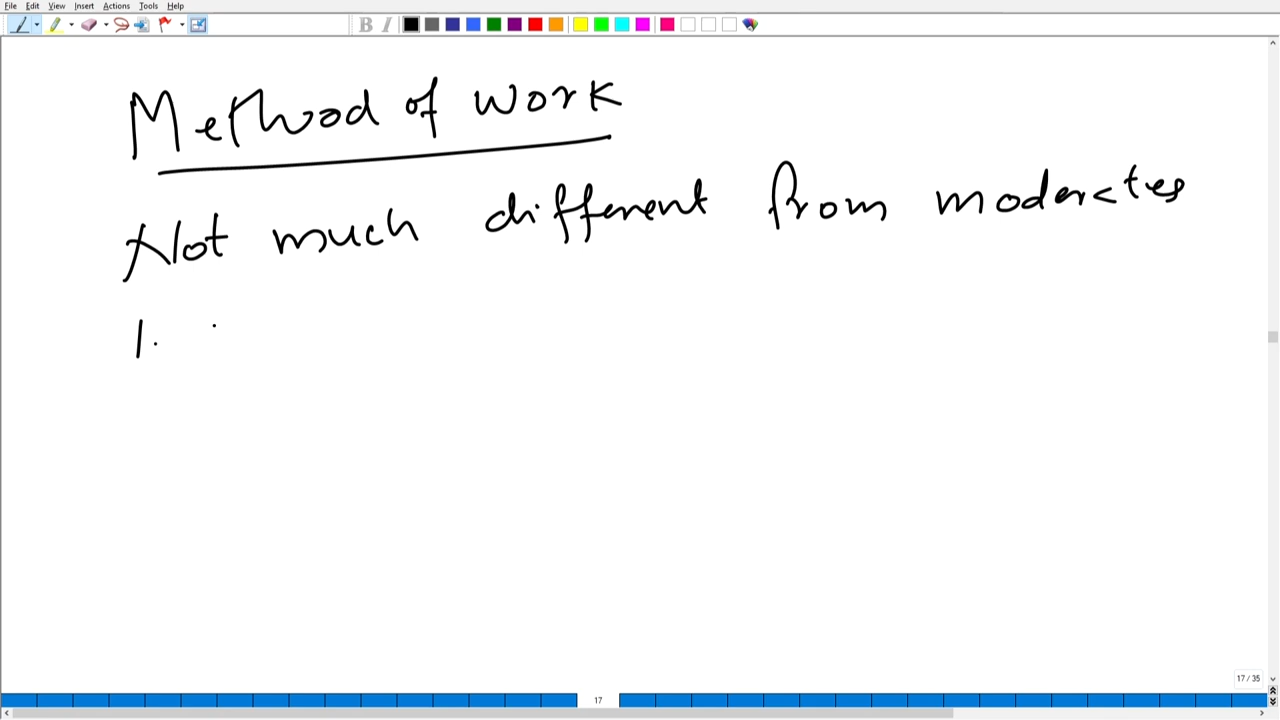 File Edit View Insert Actions Tools Help
B I
Method of work
Not much different from moderates
1.
17 / 35
17